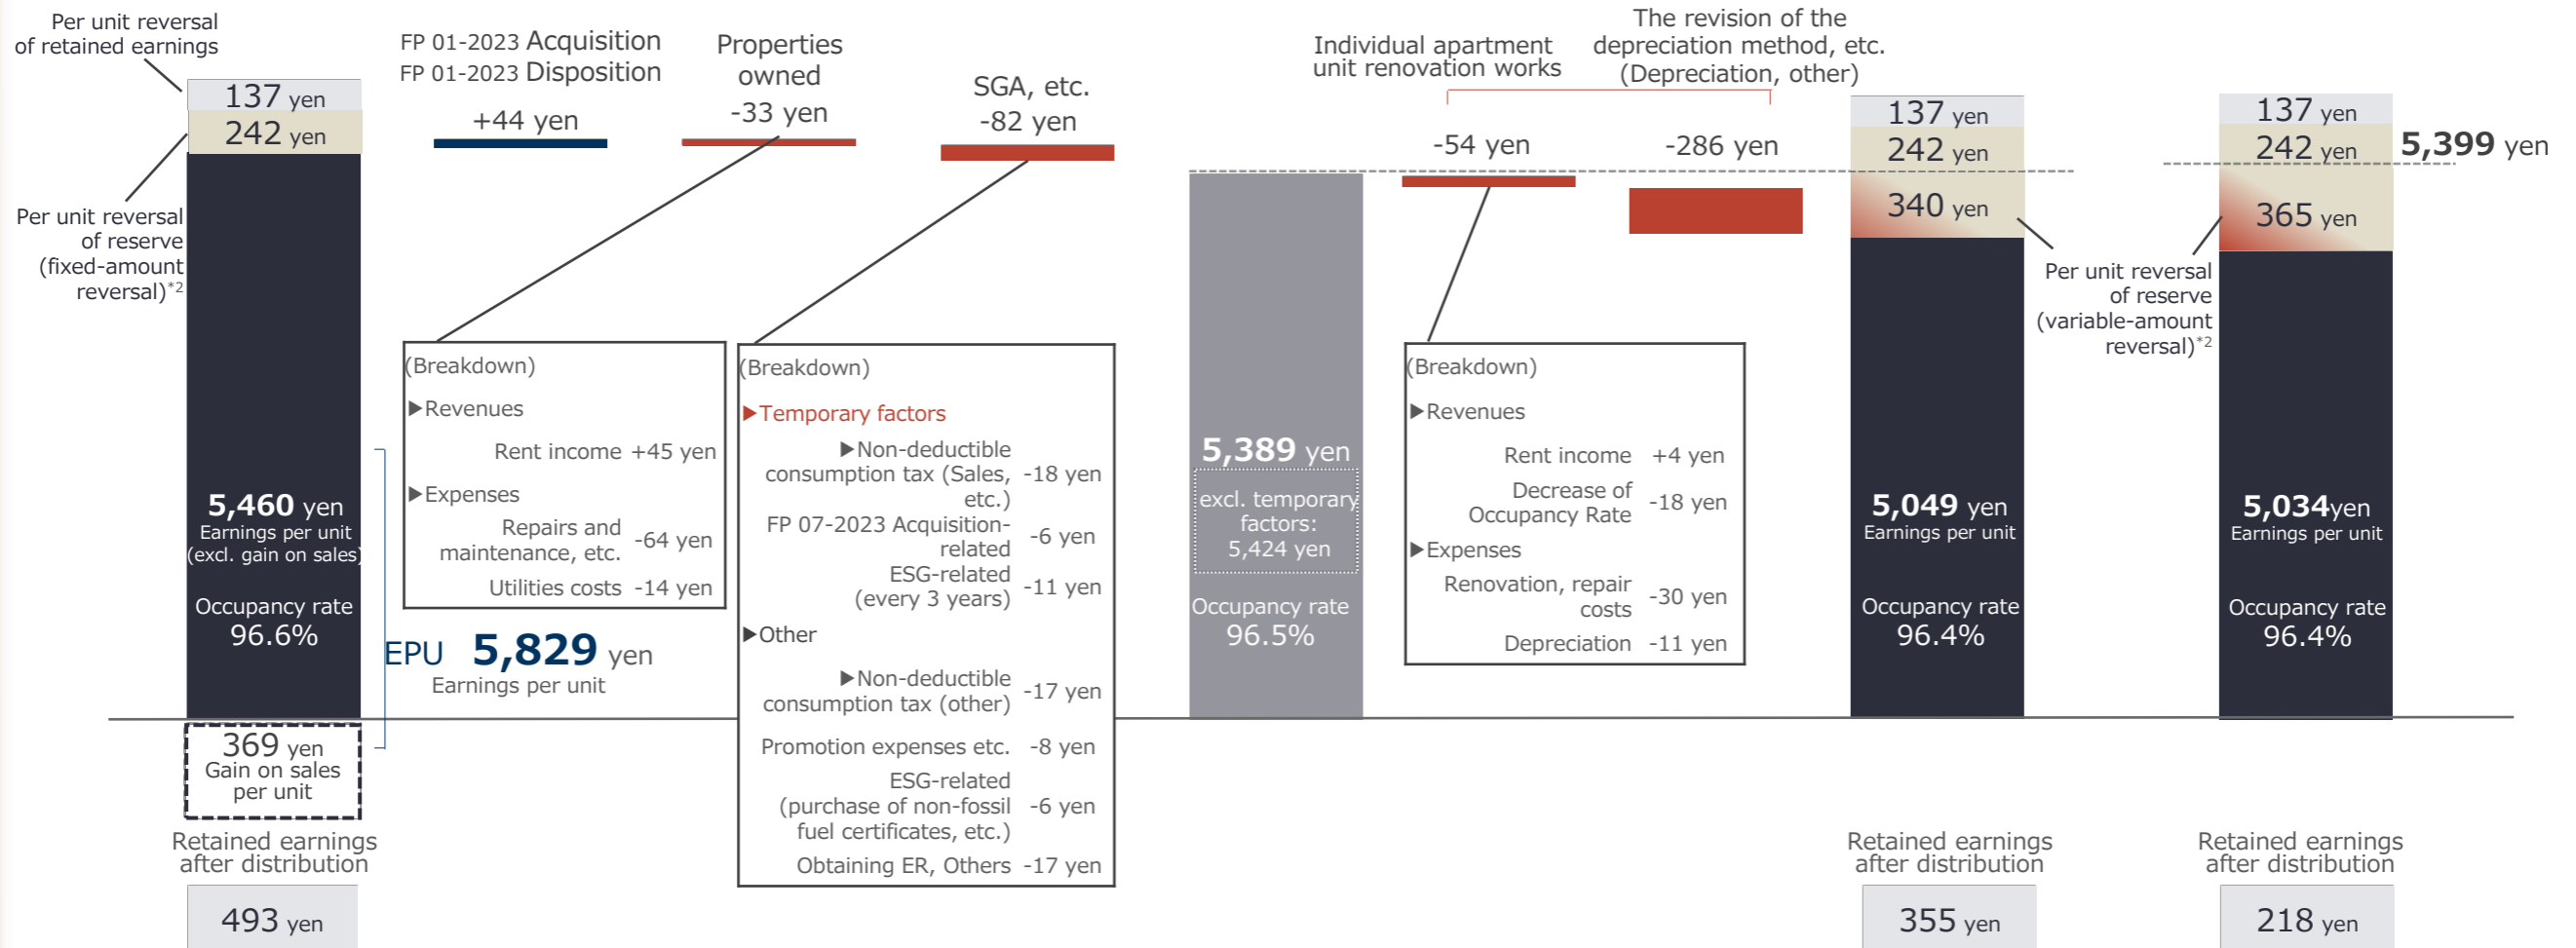 Per unit reversal
of retained earnings
137 yen
242 yen
Per unit reversal
of reserve
(fixed-amount
reversal)*2
5,460 yen
Earnings per unit
(excl. gain on sales)
Occupancy rate
96.6%
369 yen
Gain on sales
per unit
Retained earnings
after distribution
493 yen
EPU 5,829 yen
Earnings per unit
FP 01-2023 Acquisition
FP 01-2023 Disposition
+44 yen
Properties
owned
-33 yen
(Breakdown)
▶Revenues
Rent income +45 yen
▶Expenses
Repairs and
maintenance, etc. -64 yen
Utilities costs -14 yen
SGA, etc.
-82 yen
(Breakdown)
▶Temporary factors
▶Non-deductible
consumption tax (Sales, -18 yen
etc.)
FP 07-2023 Acquisition-
related -6 yen
ESG-related
(every 3 years) -11 yen
▶Other
▶Non-deductible
consumption tax (other) -17 yen
Promotion expenses etc. -8 yen
ESG-related
(purchase of non-fossil -6 yen
fuel certificates, etc.)
Obtaining ER, Others -17 yen
5,389 yen
excl. temporary
factors:
5,424 yen
Occupancy rate
96.5%
Individual apartment
unit renovation works
-54 yen
The revision of the
depreciation method, etc.
(Depreciation, other)
-286 yen
(Breakdown)
▶Revenues
Rent income +4 yen
Decrease of
Occupancy Rate -18 yen
▶Expenses
Renovation, repair
costs -30 yen
Depreciation -11 yen
137 yen
242 yen
340 yen
5,049 yen
Earnings per unit
Occupancy rate
96.4%
Retained earnings
after distribution
355 yen
Per unit reversal
of reserve
(variable-amount
reversal)*2
137 yen
242 yen
5,399 yen
365 yen
5,034yen
Earnings per unit
Occupancy rate
96.4%
Retained earnings
after distribution
218 yen